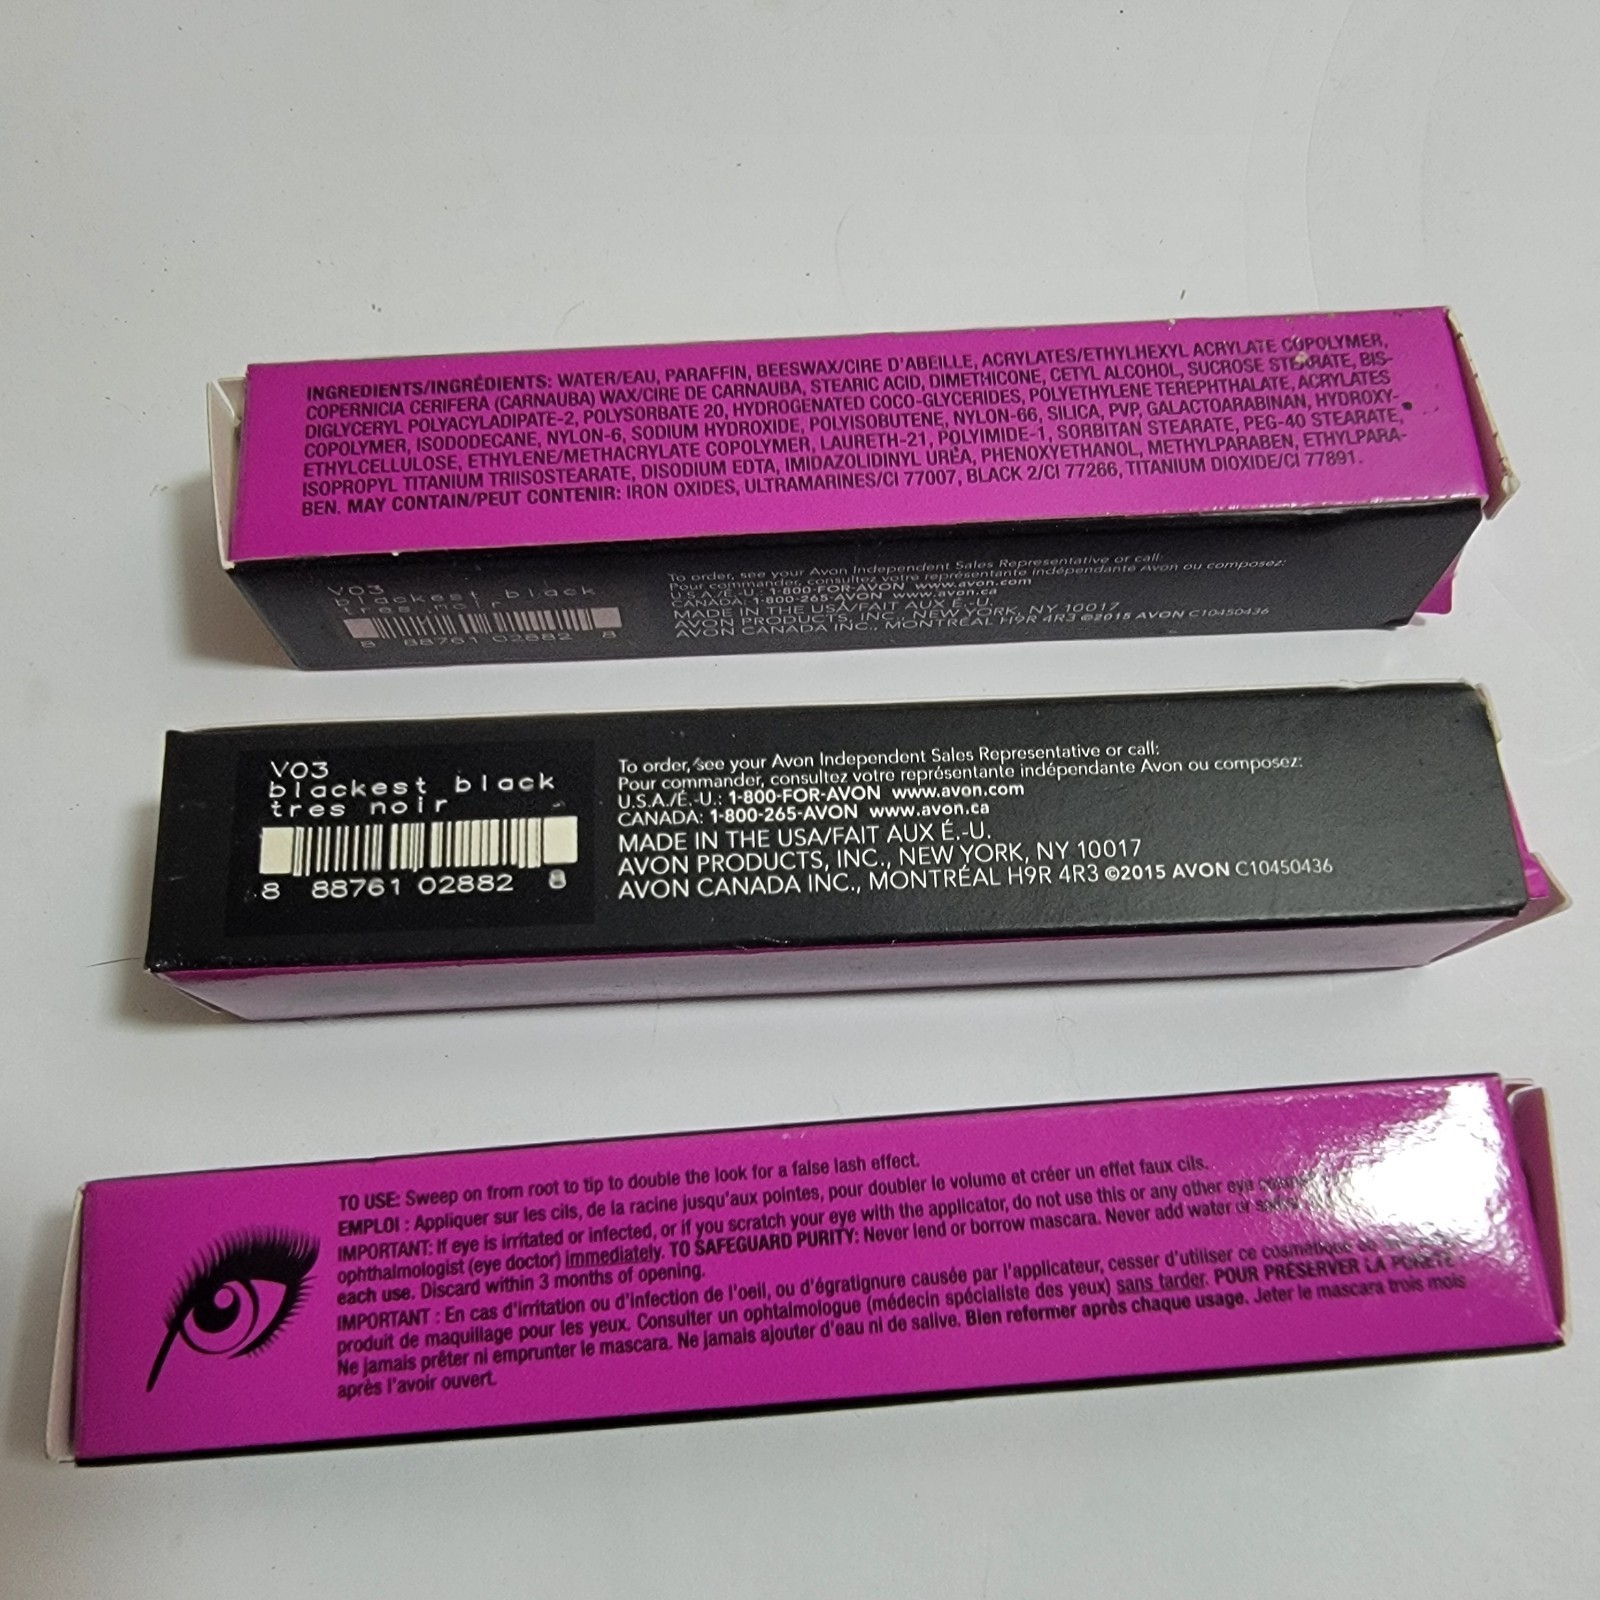 INGREDIENTS/INGRÉDIENTS: WATER/EAU, PARAFFIN, BEESWAX/CIRE D'ABEILLE, ACRYLATES/ETHYLHEXYL ACRYLATE COPOLYMER,
COPERNICIA CERIFERA (CARNAUBA) WAX/CIRE DE CARNAUBA, STEARIC ACID, DIMETHICONE, CETYL ALCOHOL, SUCROSE STEARATE, BIS-
DIGLYCERYL POLYACYLADIPATE-2, POLYSORBATE 20, HYDROGENATED COCO-GLYCERIDES, POLYETHYLENE TEREPHTHALATE, ACRYLATES
COPOLYMER, ISODODECANE, NYLON-6, SODIUM HYDROXIDE, POLYISOBUTENE, NYLON-66, SILICA, PVP, GALACTOARABINAN, HYDROXY-
ETHYLCELLULOSE, ETHYLENE/METHACRYLATE COPOLYMER, LAURETH-21, POLYIMIDE-1, SORBITAN STEARATE, PEG-40 STEARATE,
ISOPROPYL TITANIUM TRIISOSTEARATE, DISODIUM EDTA, IMIDAZOLIDINYL UREA, PHENOXYETHANOL, METHYLPARABEN, ETHYLPARA-
BEN. MAY CONTAIN/PEUT CONTENIR: IRON OXIDES, ULTRAMARINES/CI 77007, BLACK 2/CI 77266, TITANIUM DIOXIDE/CI 77891.
V03
blackest black
tres noir
8 88761 02882 8
To order, see your Avon Independent Sales Representative or call:
Pour commander, consultez votre représentante indépendante Avon ou composez:
U.S.A./É.-U.: 1-800-FOR-AVON www.avon.com
CANADA: 1-800-265-AVON www.avon.ca
MADE IN THE USA/FAIT AUX É.-U.
AVON PRODUCTS, INC., NEW YORK, NY 10017
AVON CANADA INC., MONTRÉAL H9R 4R3 ©2015 AVON C10450436
V03
blackest black
tres noir
8 88761 02882 8
To order, see your Avon Independent Sales Representative or call:
Pour commander, consultez votre représentante indépendante Avon ou composez:
U.S.A./É.-U.: 1-800-FOR-AVON www.avon.com
CANADA: 1-800-265-AVON www.avon.ca
MADE IN THE USA/FAIT AUX É.-U.
AVON PRODUCTS, INC., NEW YORK, NY 10017
AVON CANADA INC., MONTRÉAL H9R 4R3 ©2015 AVON C10450436
TO USE: Sweep on from root to tip to double the look for a false lash effect.
EMPLOI : Appliquer sur les cils, de la racine jusqu'aux pointes, pour doubler le volume et créer un effet faux cils.
IMPORTANT: If eye is irritated or infected, or if you scratch your eye with the applicator, do not use this or any other eye
ophthalmologist (eye doctor) immediately. TO SAFEGUARD PURITY: Never lend or borrow mascara. Never add water or
each use. Discard within 3 months of opening.
IMPORTANT : En cas d'irritation ou d'infection de l'oeil, ou d'égratignure causée par l'applicateur, cesser d'utiliser ce cosmétique
produit de maquillage pour les yeux. Consulter un ophtalmologue (médecin spécialiste des yeux) sans tarder. POUR PRÉSERVER LA PURETÉ :
Ne jamais prêter ni emprunter le mascara. Ne jamais ajouter d'eau ni de salive. Bien refermer après chaque usage. Jeter le mascara trois mois
après l'avoir ouvert.